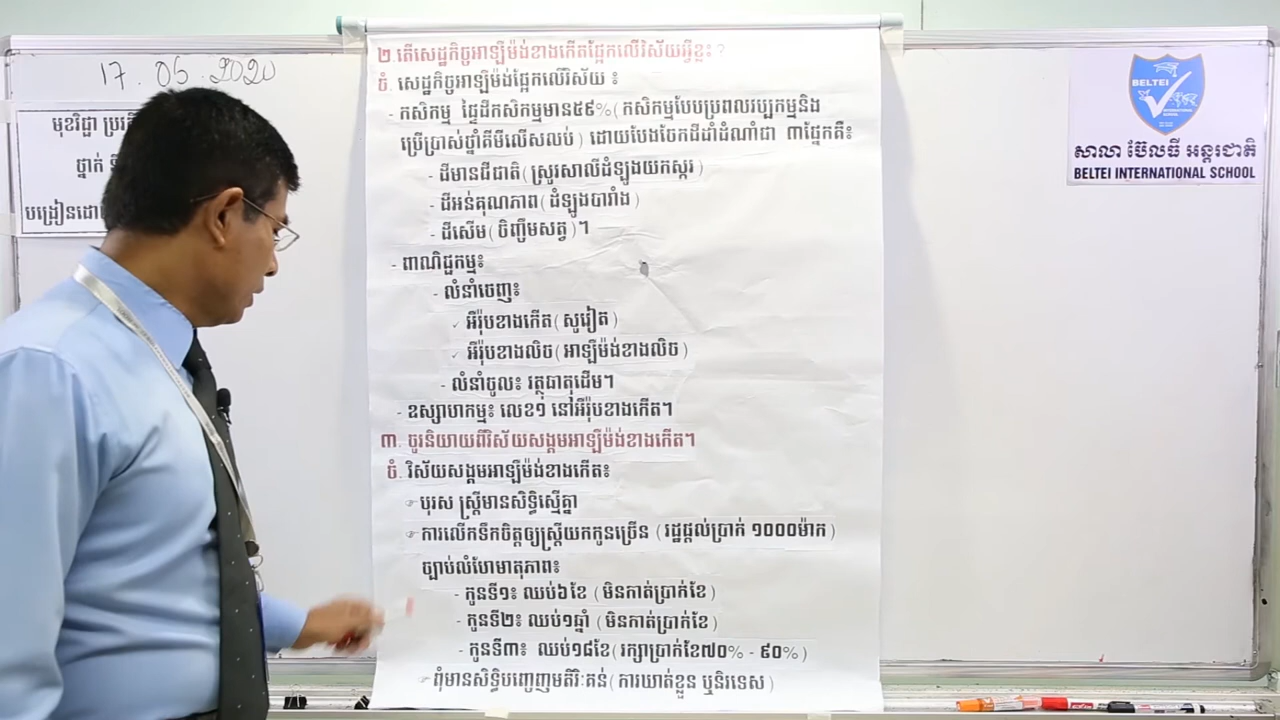 17.05.2020
មុខវិជ្ជា
ថ្នាក់
បង្រៀនដោ
២.តើសេដ្ឋកិច្ចអាឡឺម៉ង់ខាងកើតផ្អែកលើវិស័យអ្វីខ្លះ ?
ចំ. សេដ្ឋកិច្ចអាឡឺម៉ង់ផ្អែកលើវិស័យ ៖
- កសិកម្ម ផ្ទៃដីកសិកម្មមាន៥៩%(កសិកម្មបែបប្រពលវប្បកម្មនិង
ប្រើប្រាស់ថ្នាំគីមីលើសលប់) ដោយបែងចែកដីដាំដំណាំជា ៣ផ្នែកគឺ៖
- ដីមានជីជាតិ(ស្រូវសាលីដំឡូងយកស្ករ)
- ដីអន់គុណភាព(ដំឡូងបារាំង)
- ដីសើម(ចិញ្ចឹមសត្វ)។
- ពាណិជ្ជកម្ម៖
- លំនាំចេញ៖
✓ អឺរ៉ុបខាងកើត(សូវៀត)
✓ អឺរ៉ុបខាងលិច(អាឡឺម៉ង់ខាងលិច)
- លំនាំចូល៖ វត្ថុធាតុដើម។
- ឧស្សាហកម្ម៖ លេខ១ នៅអឺរ៉ុបខាងកើត។
៣. ចូរនិយាយពីវិស័យសង្គមអាឡឺម៉ង់ខាងកើត។
ចំ. វិស័យសង្គមអាឡឺម៉ង់ខាងកើត៖
☞ បុរស ស្ត្រីមានសិទ្ធិស្មើគ្នា
☞ ការលើកទឹកចិត្តឲ្យស្ត្រីយកកូនច្រើន (រដ្ឋផ្តល់ប្រាក់ ១០០០ម៉ាក)
ច្បាប់លំហែមាតុភាព៖
- កូនទី១៖ ឈប់៦ខែ (មិនកាត់ប្រាក់ខែ)
- កូនទី២៖ ឈប់១ឆ្នាំ (មិនកាត់ប្រាក់ខែ)
- កូនទី៣៖ ឈប់១៨ខែ(រក្សាប្រាក់ខែ៧០% - ៩០%)
☞ ពុំមានសិទ្ធិបញ្ចេញមតិរិៈគន់(ការឃាត់ខ្លួន ឬនិរទេស)
BELTEI
សាលា ប៊ែលធី អន្តរជាតិ
BELTEI INTERNATIONAL SCHOOL